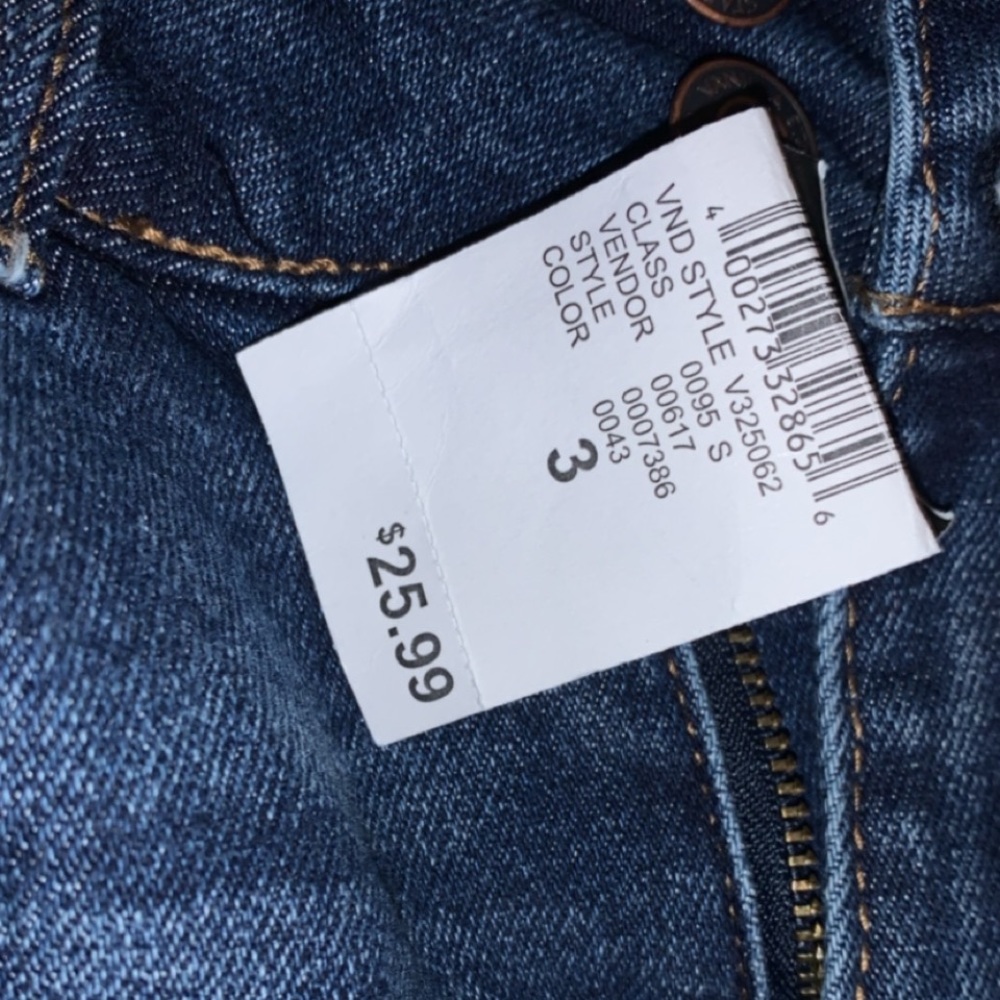 4 00273 32865 6
VND STYLE V325062
CLASS 0095 S
VENDOR 00617
STYLE 0007386
COLOR 0043
3
$25.99